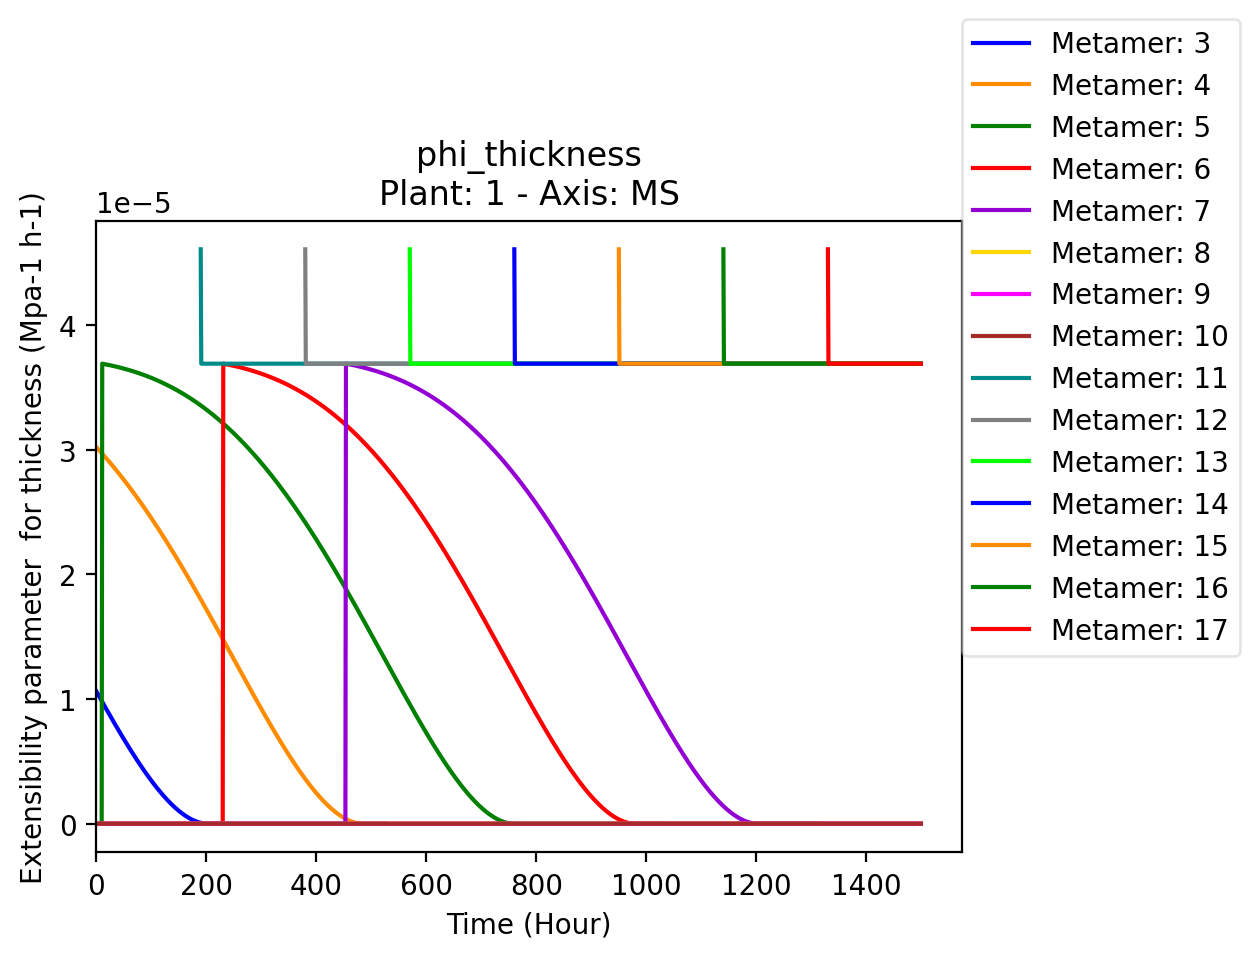 phi_thickness
Plant: 1 - Axis: MS
1e−5
Extensibility parameter  for thickness (Mpa-1 h-1)
4
3
2
1
0
0 200 400 600 800 1000 1200 1400
Time (Hour)
Metamer: 3
Metamer: 4
Metamer: 5
Metamer: 6
Metamer: 7
Metamer: 8
Metamer: 9
Metamer: 10
Metamer: 11
Metamer: 12
Metamer: 13
Metamer: 14
Metamer: 15
Metamer: 16
Metamer: 17